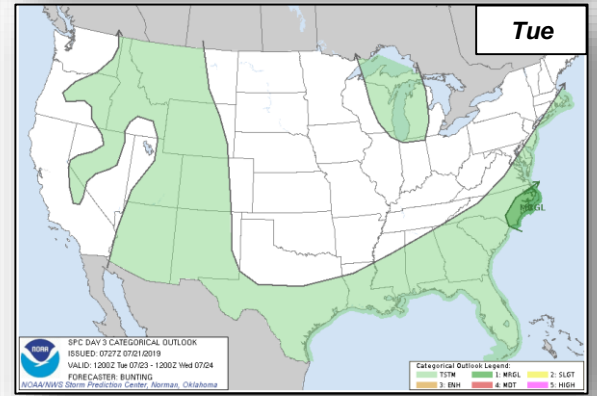 Tue
MRGL
SPC DAY 3 CATEGORICAL OUTLOOK
ISSUED: 0727Z 07/21/2019
VALID: 1200Z Tue 07/23 - 1200Z Wed 07/24
FORECASTER: BUNTING
NOAA/NWS Storm Prediction Center, Norman, Oklahoma
NOAA
Categorical Outlook Legend:
TSTM 1: MRGL 2: SLGT
3: ENH 4: MDT 5: HIGH